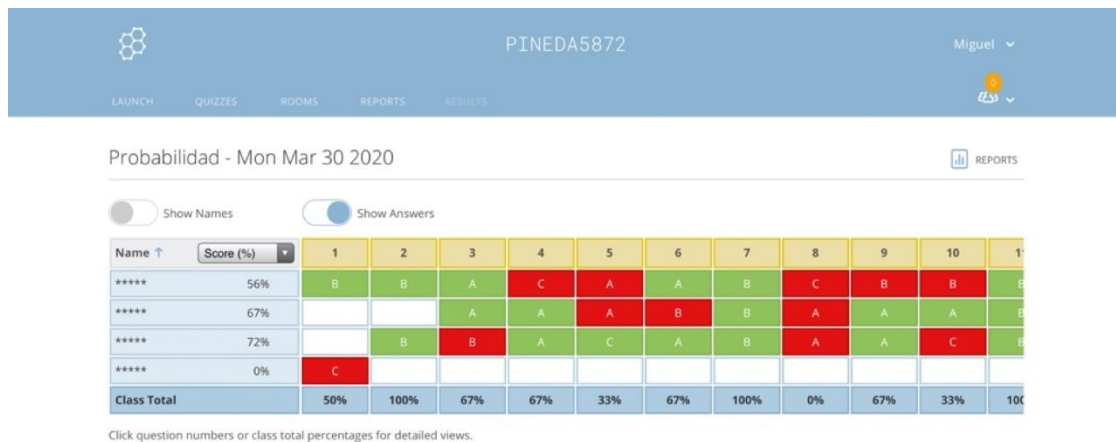 PINEDA5872
Miguel
0
LAUNCH QUIZZES ROOMS REPORTS RESULTS
Probabilidad - Mon Mar 30 2020
REPORTS
Show Names Show Answers
Name ↑ Score (%) 1 2 3 4 5 6 7 8 9 10
***** 56% B B A C A A B C B B B
***** 67% A A A B B A A A B
***** 72% B B A C A B A A C B
***** 0% C
Class Total 50% 100% 67% 67% 33% 67% 100% 0% 67% 33%
Click question numbers or class total percentages for detailed views.